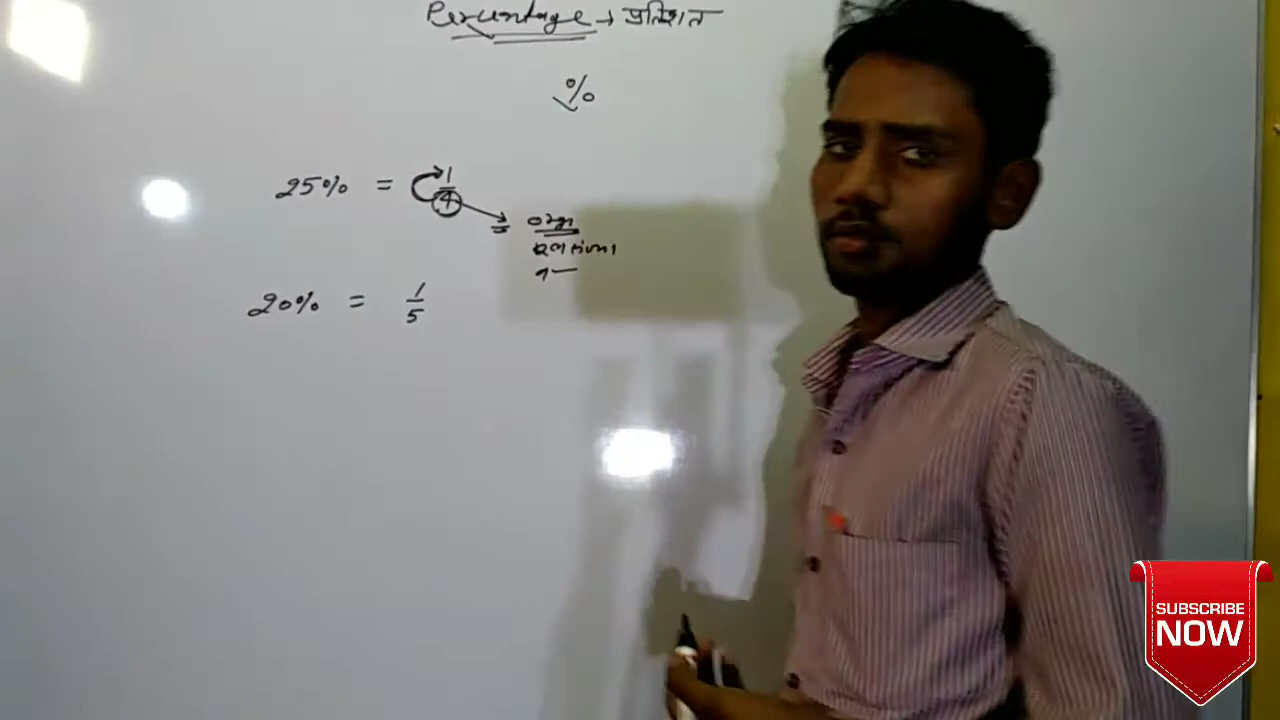 Percentage → प्रतिशत
%
25% = 1/4
20% = 1/5
SUBSCRIBE
NOW